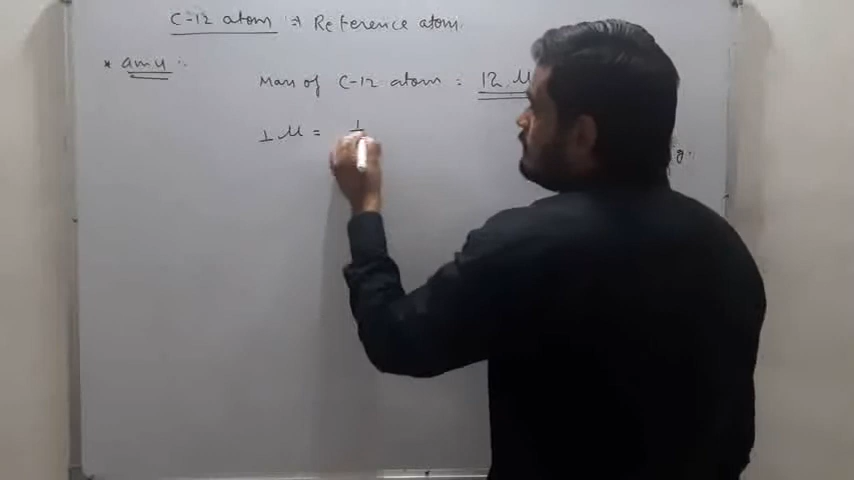 C-12 atom :→ Reference atom.
* amu :-
Mass of C-12 atom = 12 u
1 u = 1
g.